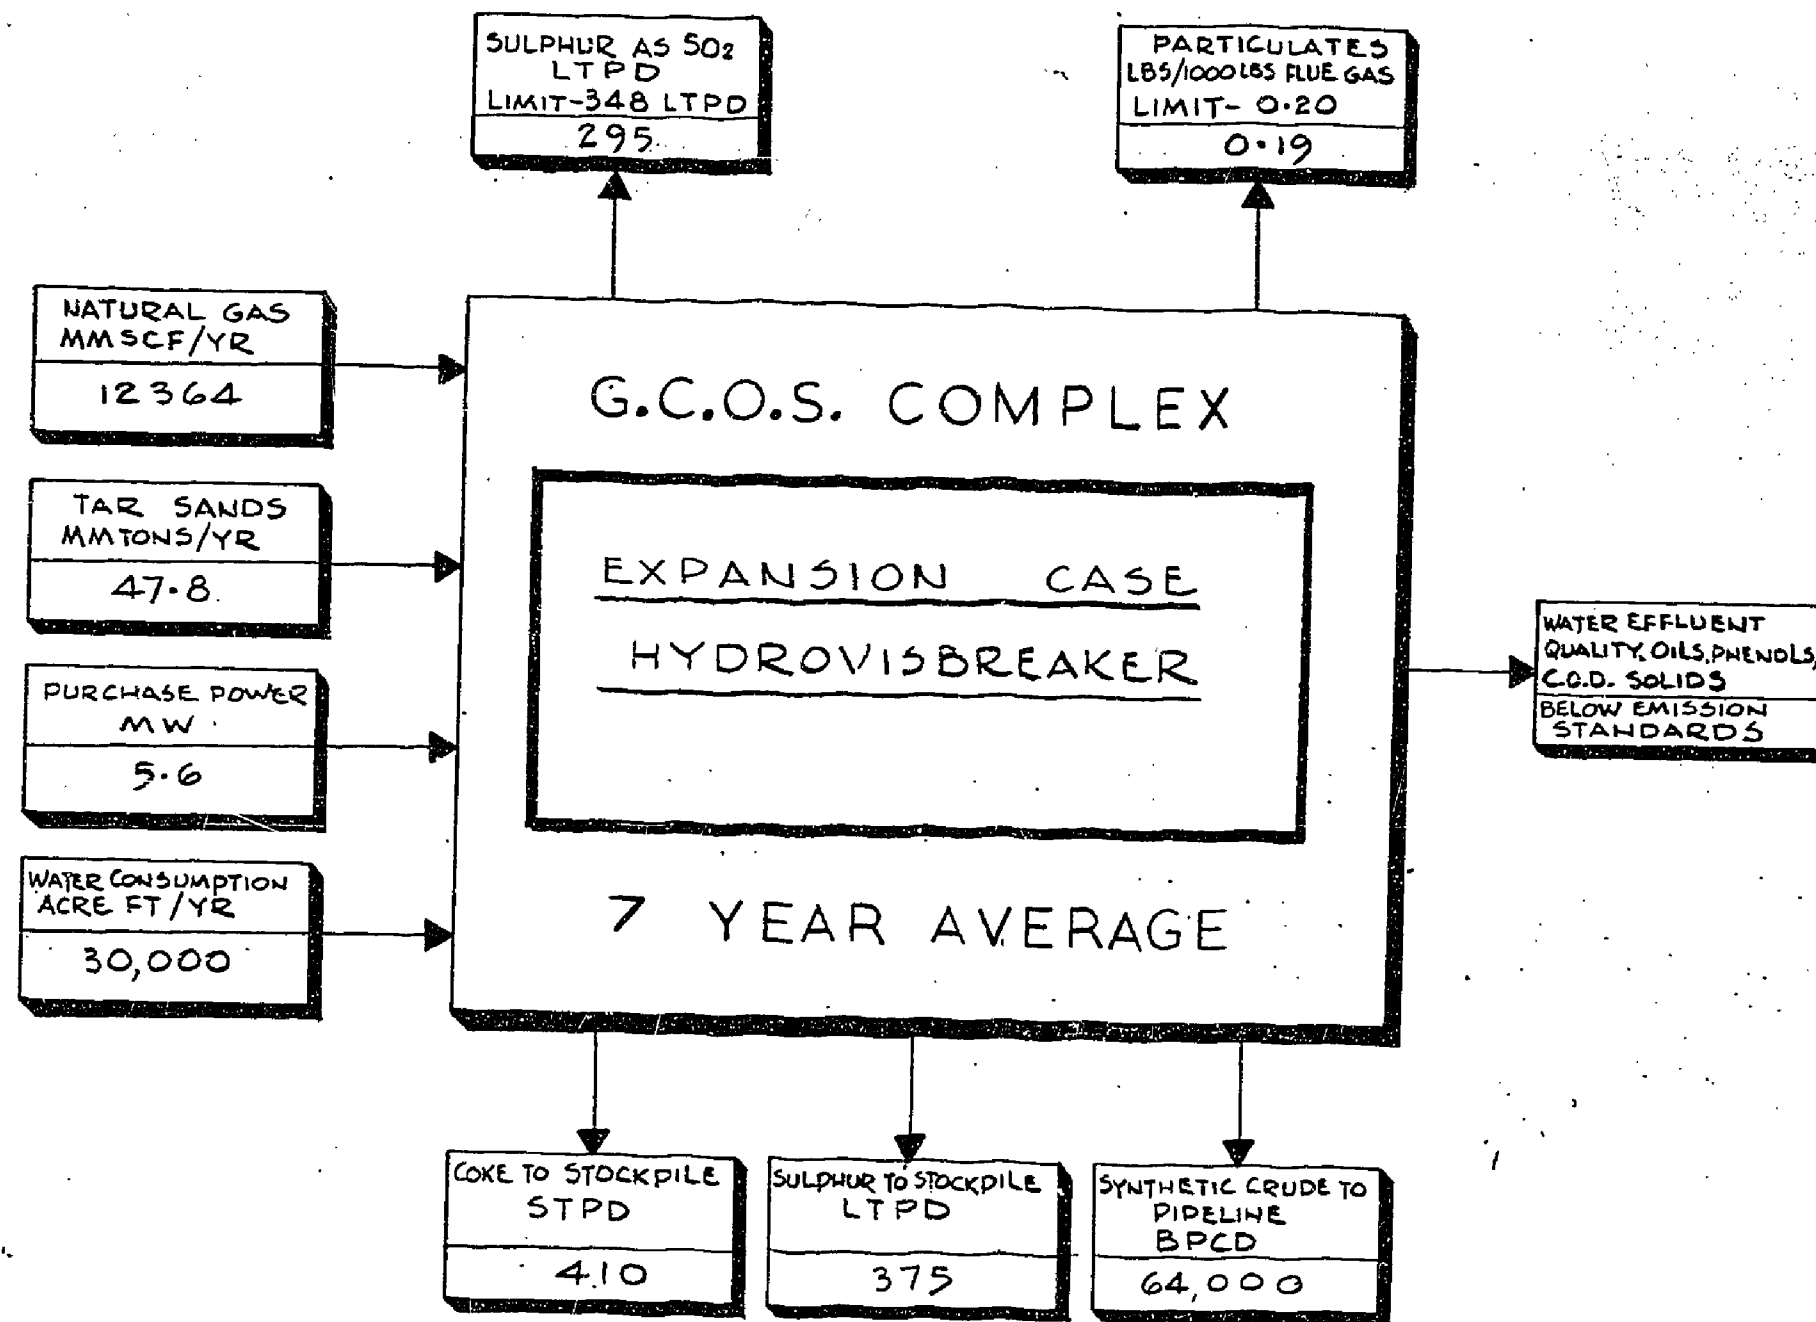 SULPHUR AS SO2
LTPD
LIMIT-348 LTPD
295
PARTICULATES
LBS/1000 LBS FLUE GAS
LIMIT- 0.20
0.19
NATURAL GAS
MMSCF/YR
12364
TAR SANDS
MMTONS/YR
47.8
PURCHASE POWER
MW
5.6
WATER CONSUMPTION
ACRE FT/YR
30,000
G.C.O.S. COMPLEX
EXPANSION CASE
HYDROVISBREAKER
7 YEAR AVERAGE
WATER EFFLUENT
QUALITY, OILS, PHENOLS,
C.O.D. SOLIDS
BELOW EMISSION
STANDARDS
COKE TO STOCKPILE
STPD
410
SULPHUR TO STOCKPILE
LTPD
375
SYNTHETIC CRUDE TO
PIPELINE
BPCD
64,000